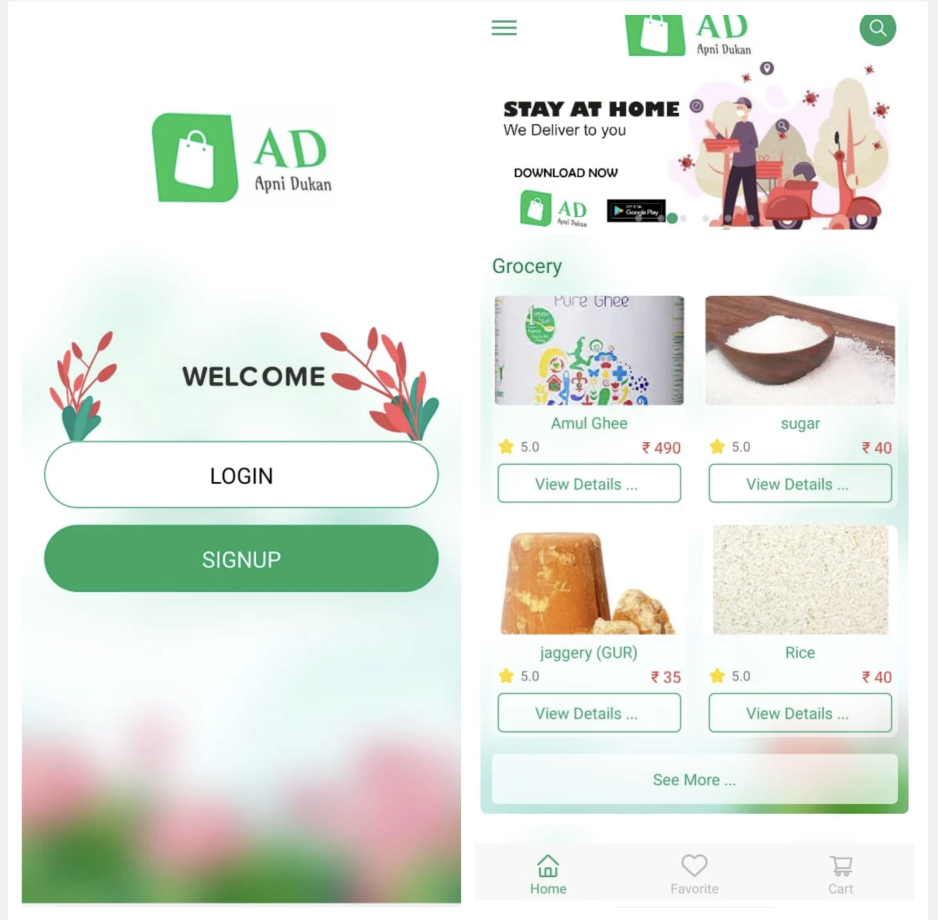 AD
Apni Dukan
WELCOME
LOGIN
SIGNUP
AD
Apni Dukan
STAY AT HOME
We Deliver to you
DOWNLOAD NOW
AD
Apni Dukan
Google Play
Grocery
Pure Ghee
Amul Ghee
5.0 ₹ 490
View Details ...
sugar
5.0 ₹ 40
View Details ...
jaggery (GUR)
5.0 ₹ 35
View Details ...
Rice
5.0 ₹ 40
View Details ...
See More ...
Home
Favorite
Cart